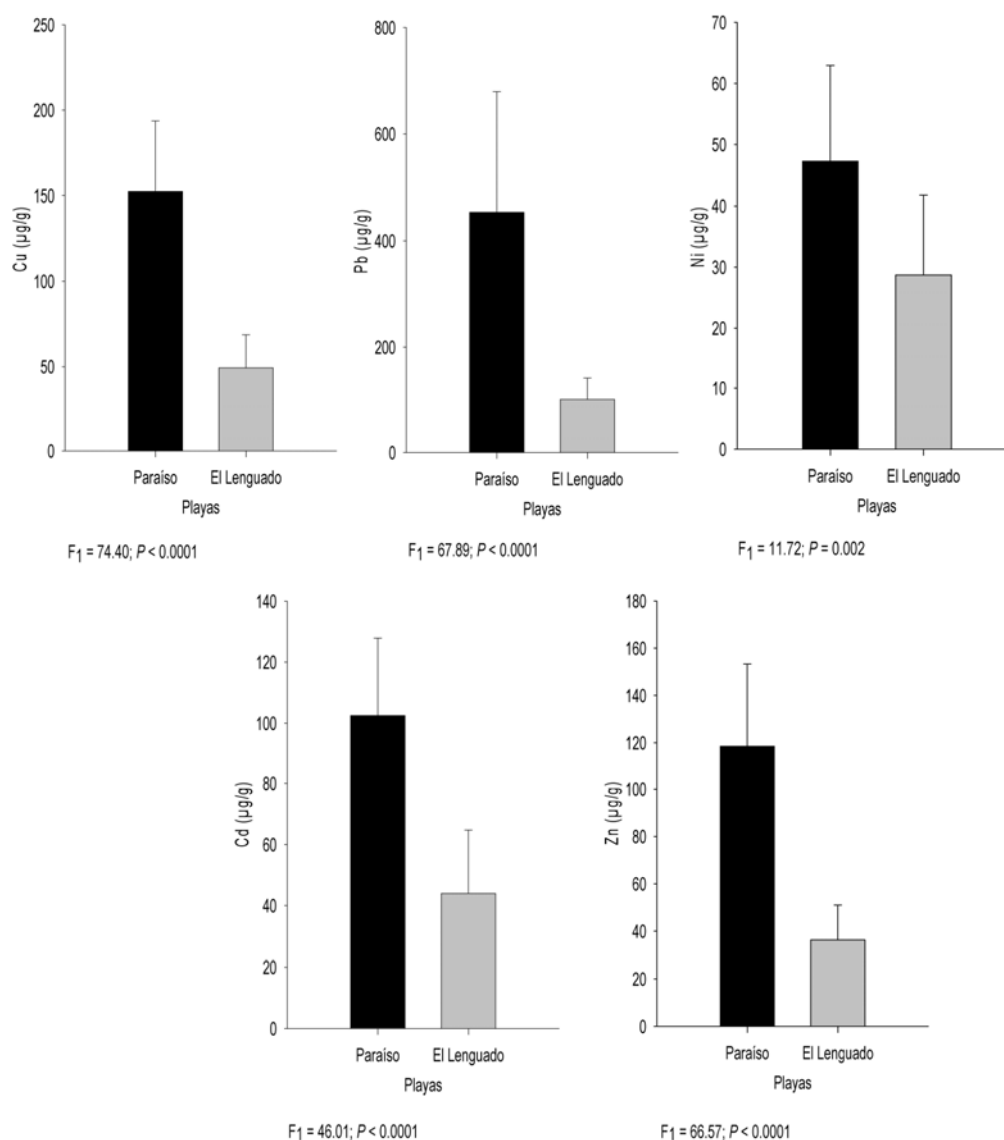 250
200
150
100
50
0
Cu (µg/g)
Paraíso El Lenguado
Playas
F1 = 74.40; P < 0.0001
800
600
400
200
0
Pb (µg/g)
Paraíso El Lenguado
Playas
F1 = 67.89; P < 0.0001
70
60
50
40
30
20
10
0
Ni (µg/g)
Paraíso El Lenguado
Playas
F1 = 11.72; P = 0.002
140
120
100
80
60
40
20
0
Cd (µg/g)
Paraíso El Lenguado
Playas
F1 = 46.01; P < 0.0001
180
160
140
120
100
80
60
40
20
0
Zn (µg/g)
Paraíso El Lenguado
Playas
F1 = 66.57; P < 0.0001